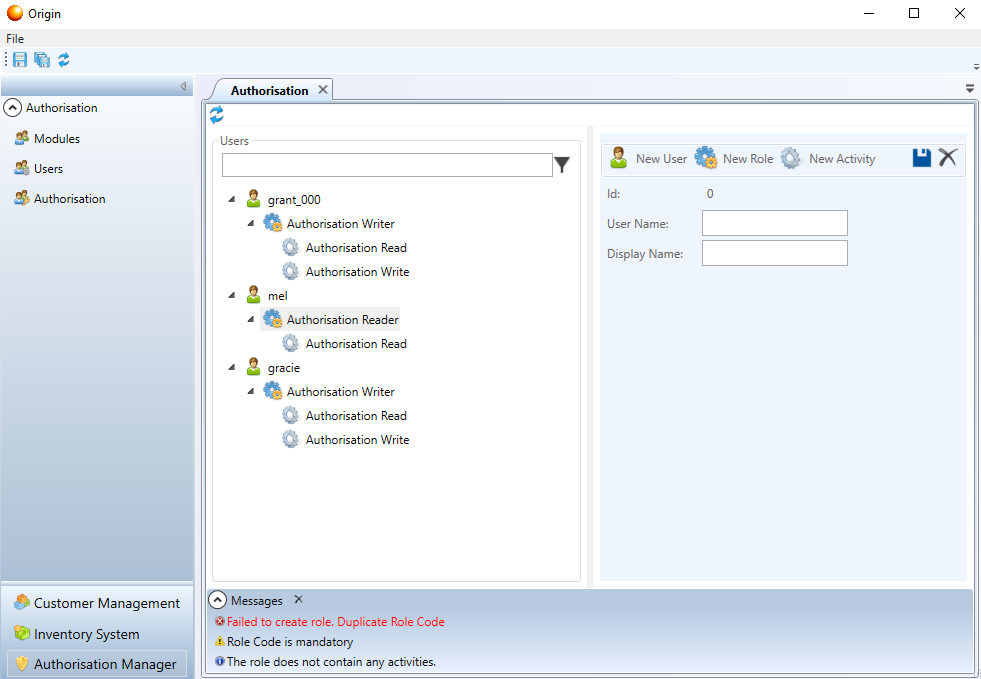 Origin
File
Authorisation
Modules
Users
Authorisation
Customer Management
Inventory System
Authorisation Manager
Authorisation
Users
grant_000
Authorisation Writer
Authorisation Read
Authorisation Write
mel
Authorisation Reader
Authorisation Read
gracie
Authorisation Writer
Authorisation Read
Authorisation Write
New User New Role New Activity
Id: 0
User Name:
Display Name:
Messages
Failed to create role. Duplicate Role Code
Role Code is mandatory
The role does not contain any activities.